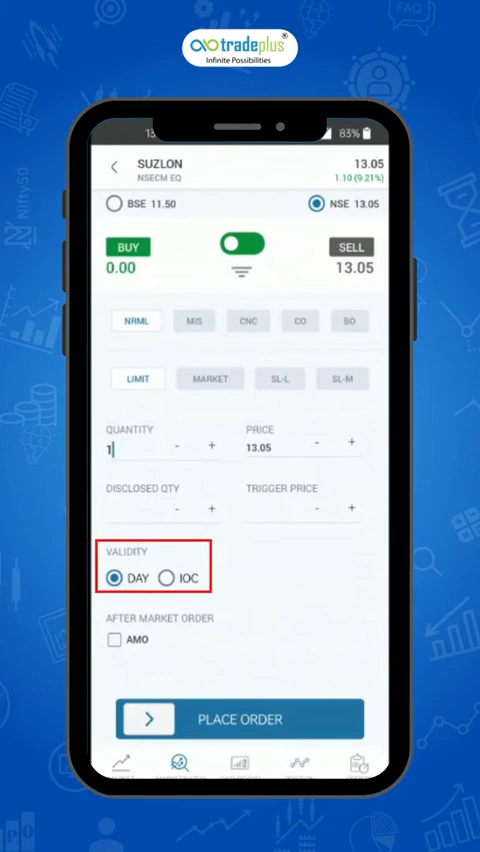 FAQ
tradeplus®
Infinite Possibilities
83%
SUZLON
13.05
NSECM EQ
1.10 (9.21%)
BSE 11.50
NSE 13.05
Nifty50
BUY
SELL
0.00
13.05
NRML
MIS
CNC
CO
BO
LIMIT
MARKET
SL-L
SL-M
QUANTITY
PRICE
1
-
+
13.05
-
+
DISCLOSED QTY
TRIGGER PRICE
-
+
-
+
VALIDITY
DAY
IOC
AFTER MARKET ORDER
AMO
PLACE ORDER